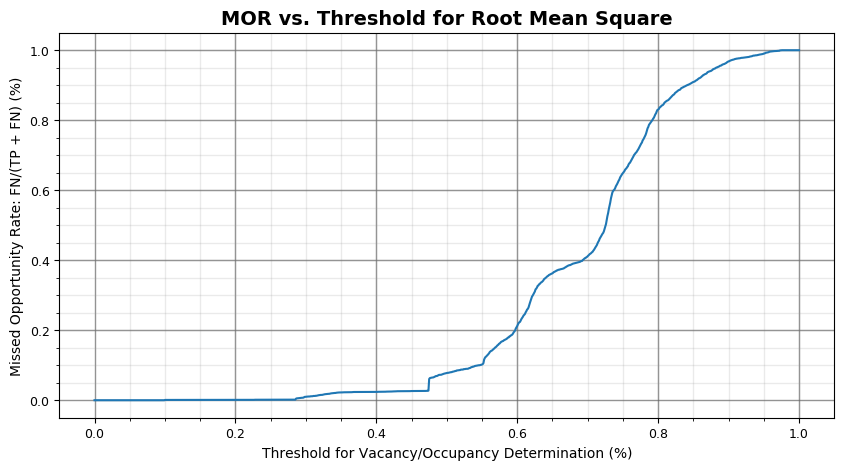 MOR vs. Threshold for Root Mean Square
Missed Opportunity Rate: FN/(TP + FN) (%)
1.0
0.8
0.6
0.4
0.2
0.0
0.0 0.2 0.4 0.6 0.8 1.0
Threshold for Vacancy/Occupancy Determination (%)